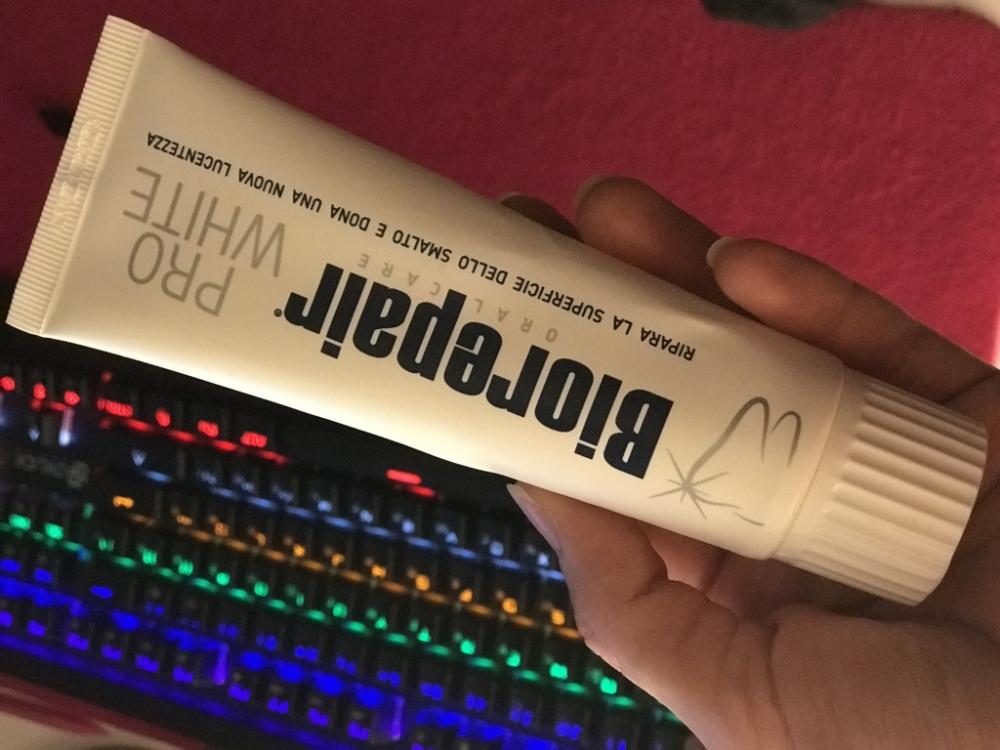 Biorepair®
ORAL CARE
RIPARA LA SUPERFICIE DELLO SMALTO E DONA UNA NUOVA LUCENTEZZA
PRO
WHITE